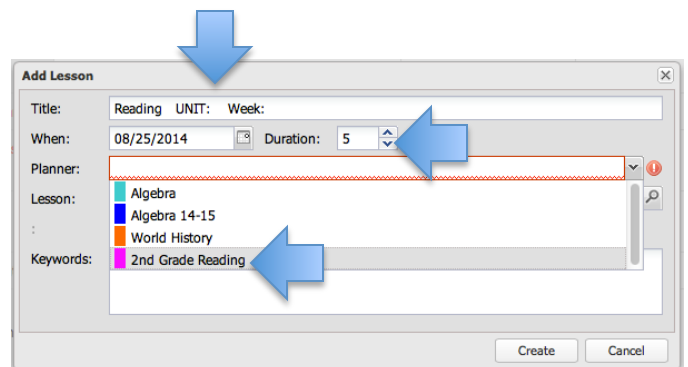 Add Lesson
Title: Reading UNIT: Week:
When: 08/25/2014 Duration: 5
Planner:
Algebra
Lesson:
Algebra 14-15
:
World History
Keywords: 2nd Grade Reading
Create Cancel